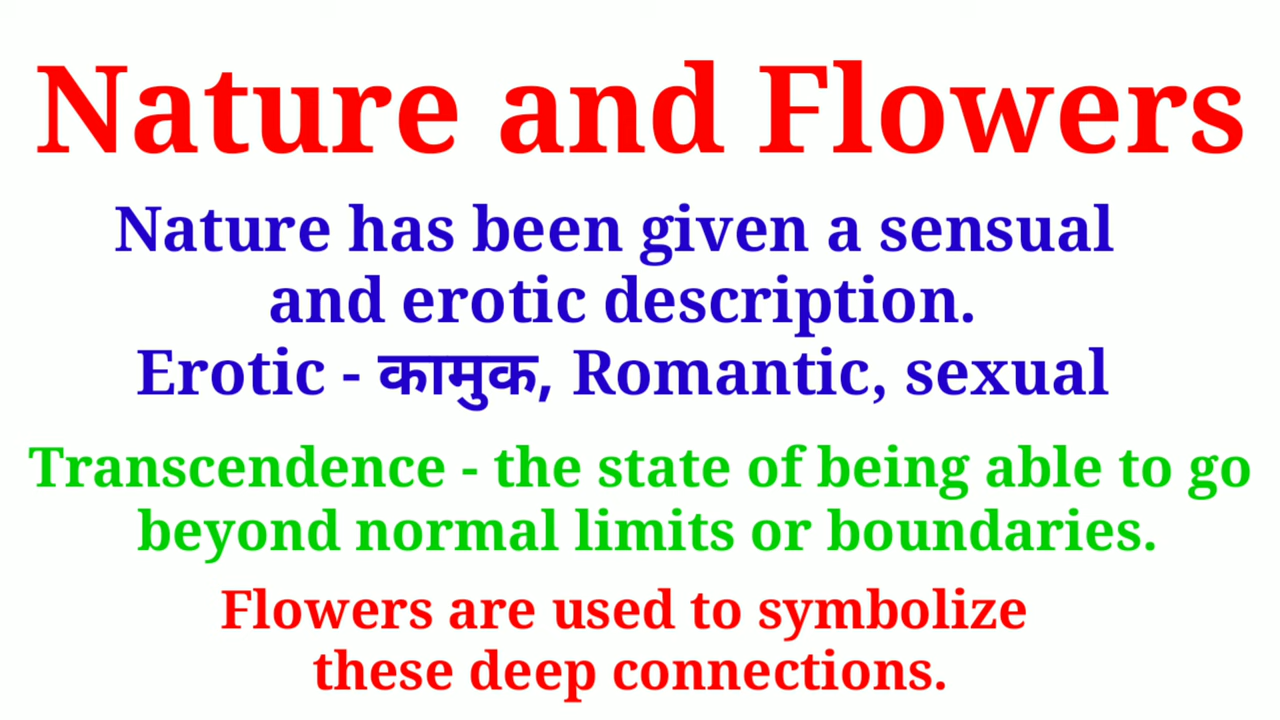 Nature and Flowers
Nature has been given a sensual
and erotic description.
Erotic - कामुक, Romantic, sexual
Transcendence - the state of being able to go
beyond normal limits or boundaries.
Flowers are used to symbolize
these deep connections.